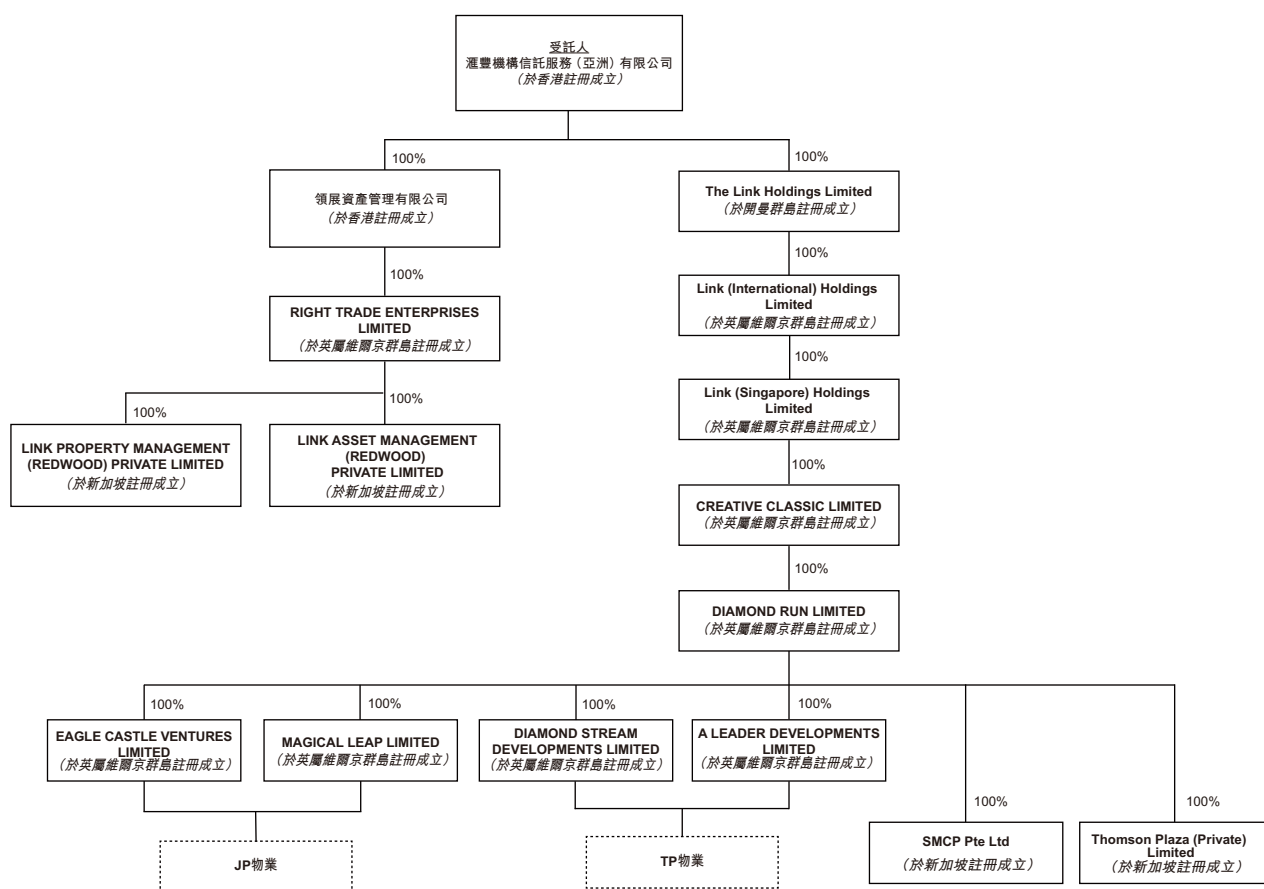 受託人
滙豐機構信託服務（亞洲）有限公司
（於香港註冊成立）
100%
100%
領展資產管理有限公司
（於香港註冊成立）
The Link Holdings Limited
（於開曼群島註冊成立）
100%
100%
RIGHT TRADE ENTERPRISES
LIMITED
（於英屬維爾京群島註冊成立）
Link (International) Holdings
Limited
（於英屬維爾京群島註冊成立）
100%
100%
100%
LINK PROPERTY MANAGEMENT
(REDWOOD) PRIVATE LIMITED
（於新加坡註冊成立）
LINK ASSET MANAGEMENT
(REDWOOD)
PRIVATE LIMITED
（於新加坡註冊成立）
Link (Singapore) Holdings
Limited
（於英屬維爾京群島註冊成立）
100%
CREATIVE CLASSIC LIMITED
（於英屬維爾京群島註冊成立）
100%
DIAMOND RUN LIMITED
（於英屬維爾京群島註冊成立）
100%
100%
100%
100%
EAGLE CASTLE VENTURES
LIMITED
（於英屬維爾京群島註冊成立）
MAGICAL LEAP LIMITED
（於英屬維爾京群島註冊成立）
DIAMOND STREAM
DEVELOPMENTS LIMITED
（於英屬維爾京群島註冊成立）
A LEADER DEVELOPMENTS
LIMITED
（於英屬維爾京群島註冊成立）
100%
100%
JP物業
TP物業
SMCP Pte Ltd
（於新加坡註冊成立）
Thomson Plaza (Private)
Limited
（於新加坡註冊成立）